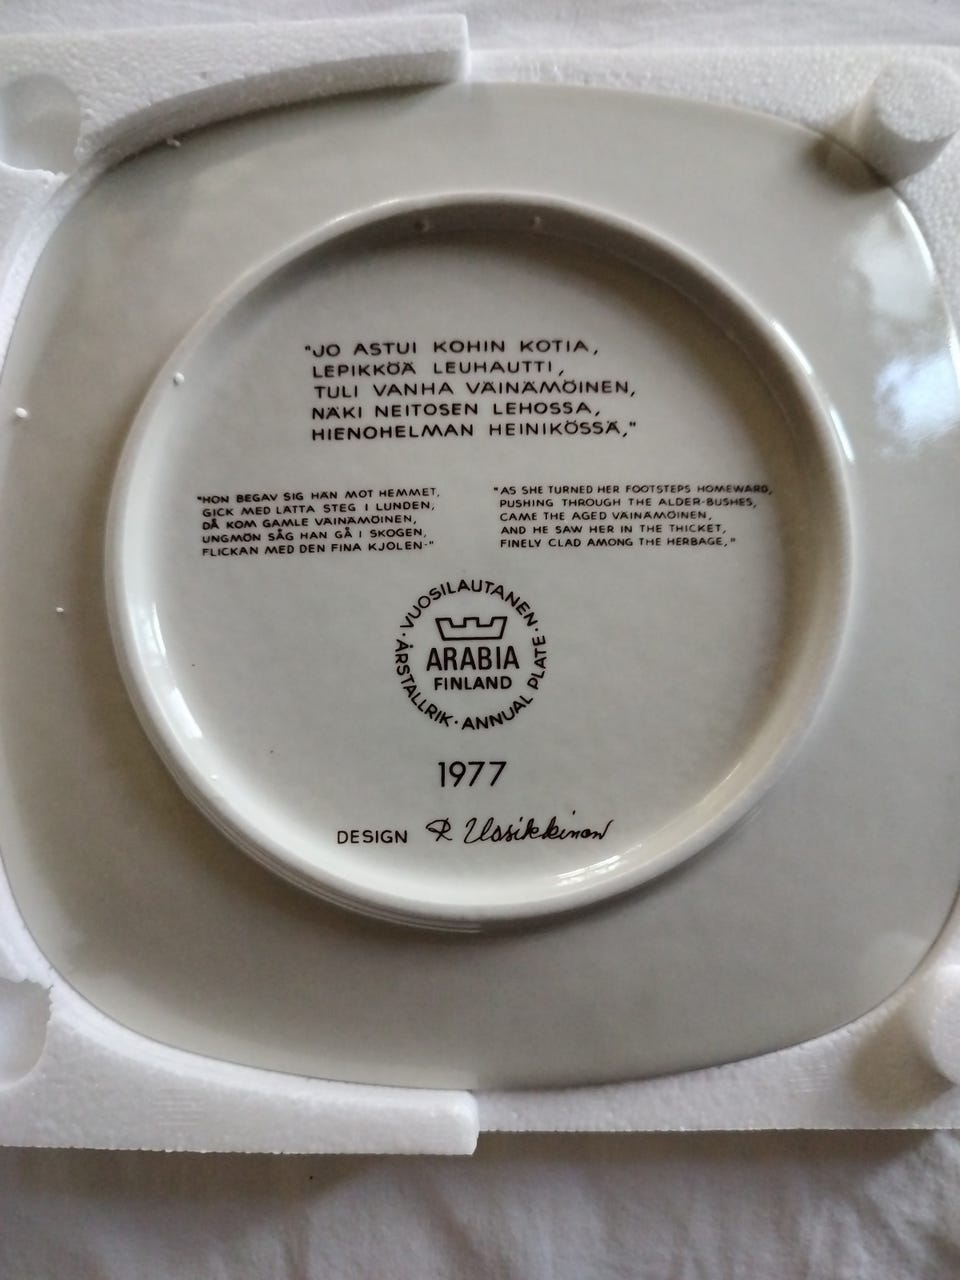 "JO ASTUI KOHIN KOTIA,
LEPIKKÖÄ LEUHAUTTI,
TULI VANHA VÄINÄMÖINEN,
NÄKI NEITOSEN LEHOSSA,
HIENOHELMAN HEINIKÖSSÄ,"
"HON BEGAV SIG HÄN MOT HEMMET,
GICK MED LÄTTA STEG I LUNDEN,
DÅ KOM GAMLE VÄINÄMÖINEN,
UNGMÖN SÅG HAN GÅ I SKOGEN,
FLICKAN MED DEN FINA KJOLEN-"
"AS SHE TURNED HER FOOTSTEPS HOMEWARD,
PUSHING THROUGH THE ALDER-BUSHES,
CAME THE AGED VÄINÄMÖINEN,
AND HE SAW HER IN THE THICKET,
FINELY CLAD AMONG THE HERBAGE,"
· VUOSILAUTANEN ·
ARABIA
FINLAND
ÅRSTALLRIK · ANNUAL PLATE
1977
DESIGN R Uosikkinen